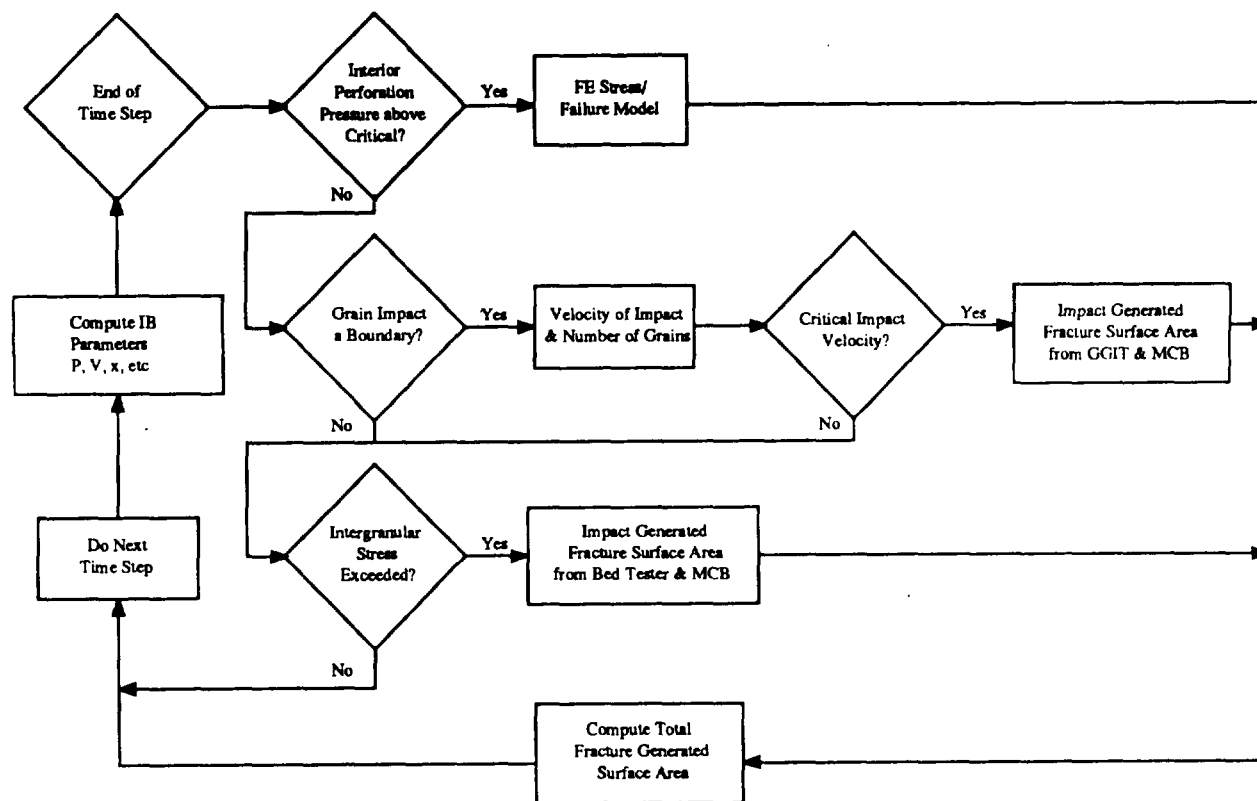 End of
Time Step
Interior
Perforation
Pressure above
Critical?
Yes
FE Stress/
Failure Model
No
Compute IB
Parameters
P, V, x, etc
Grain Impact
a Boundary?
Yes
Velocity of Impact
& Number of Grains
Critical Impact
Velocity?
Yes
Impact Generated
Fracture Surface Area
from GGIT & MCB
No
No
Do Next
Time Step
Intergranular
Stress
Exceeded?
Yes
Impact Generated
Fracture Surface Area
from Bed Tester & MCB
No
Compute Total
Fracture Generated
Surface Area